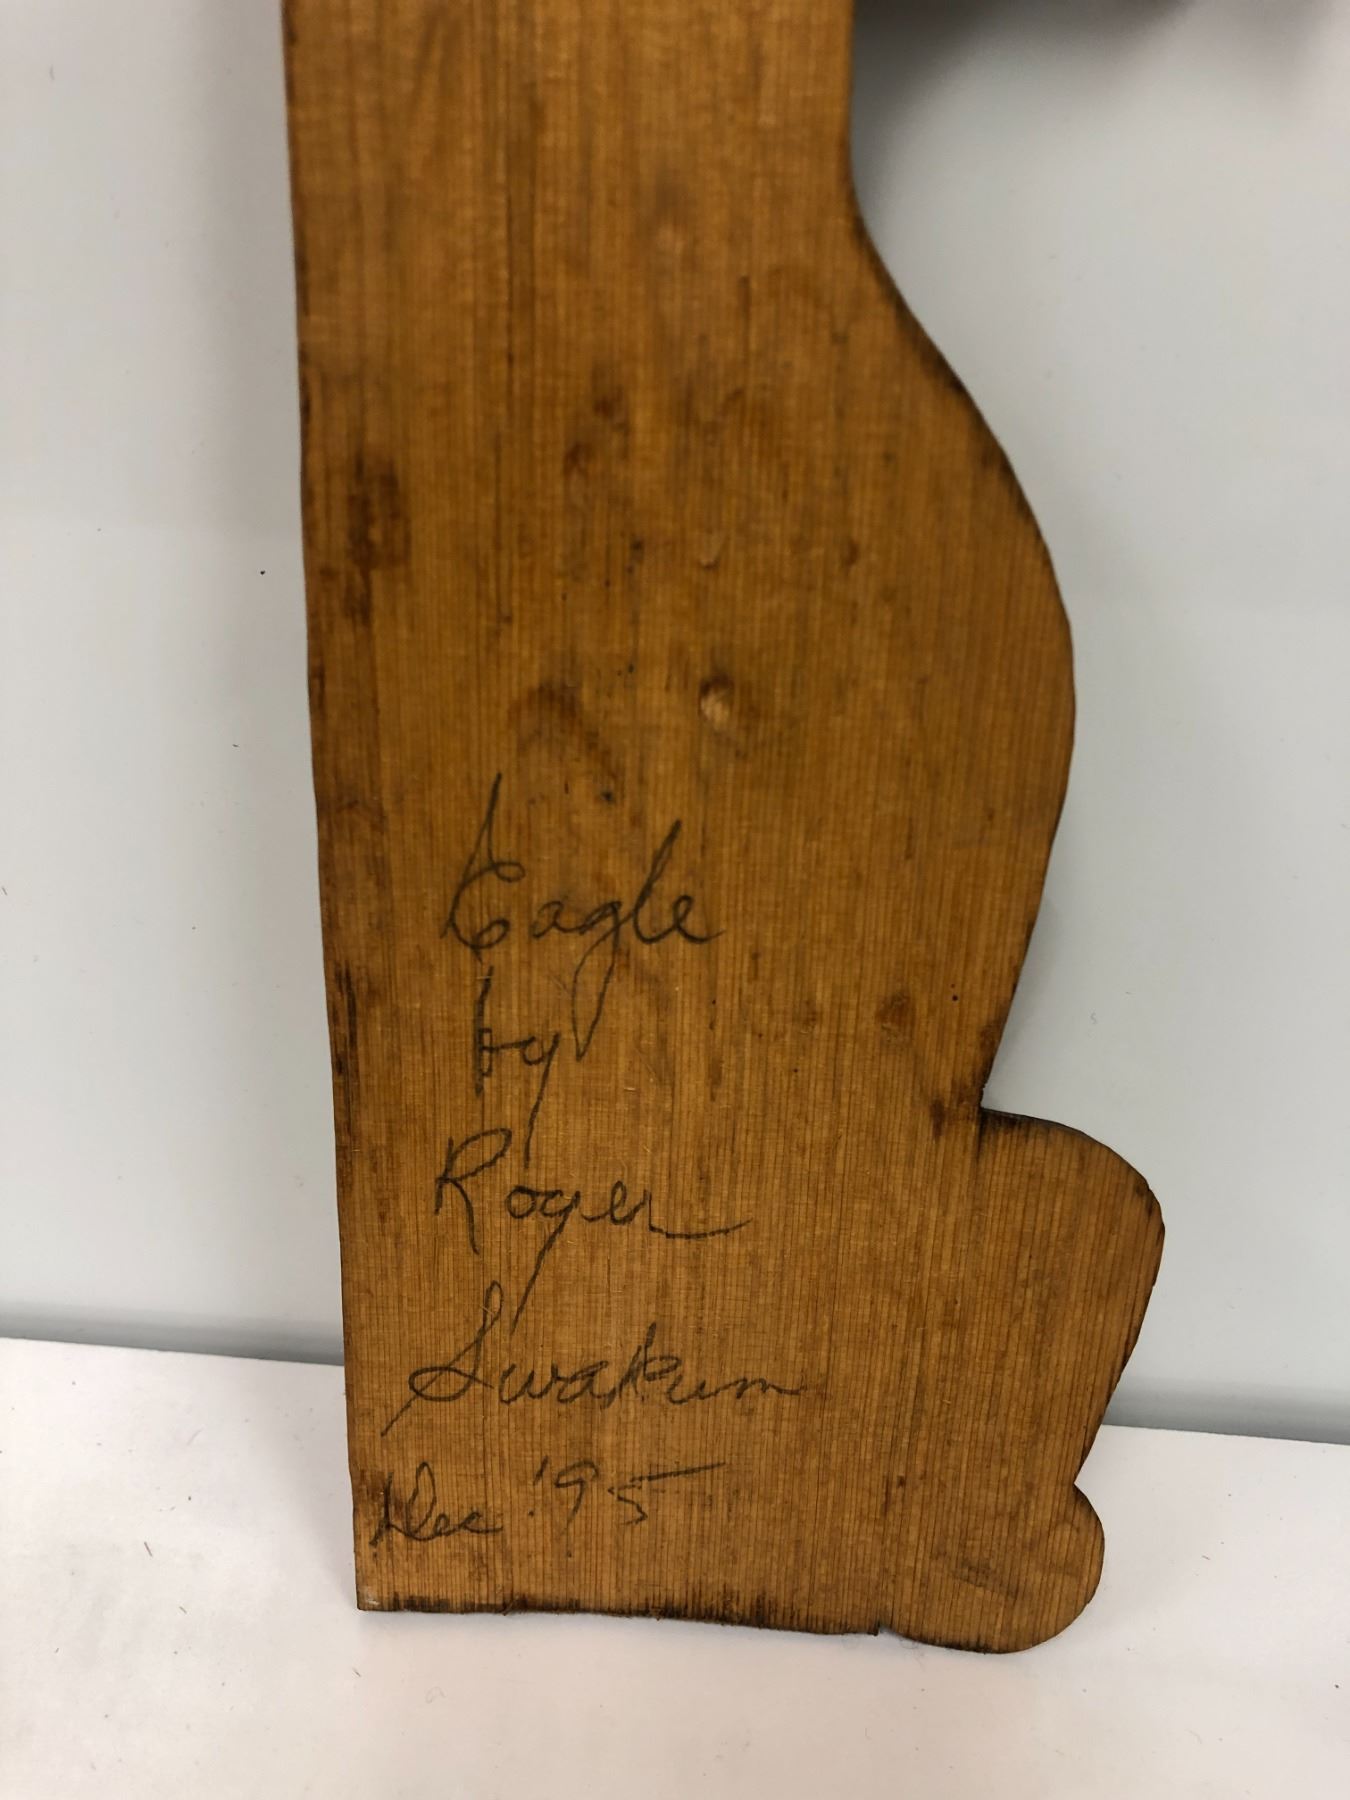 Eagle
by
Roger
Swakum
Dec '95